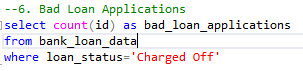 --6. Bad Loan Applications
select count(id) as bad_loan_applications
from bank_loan_data
where loan_status='Charged Off'